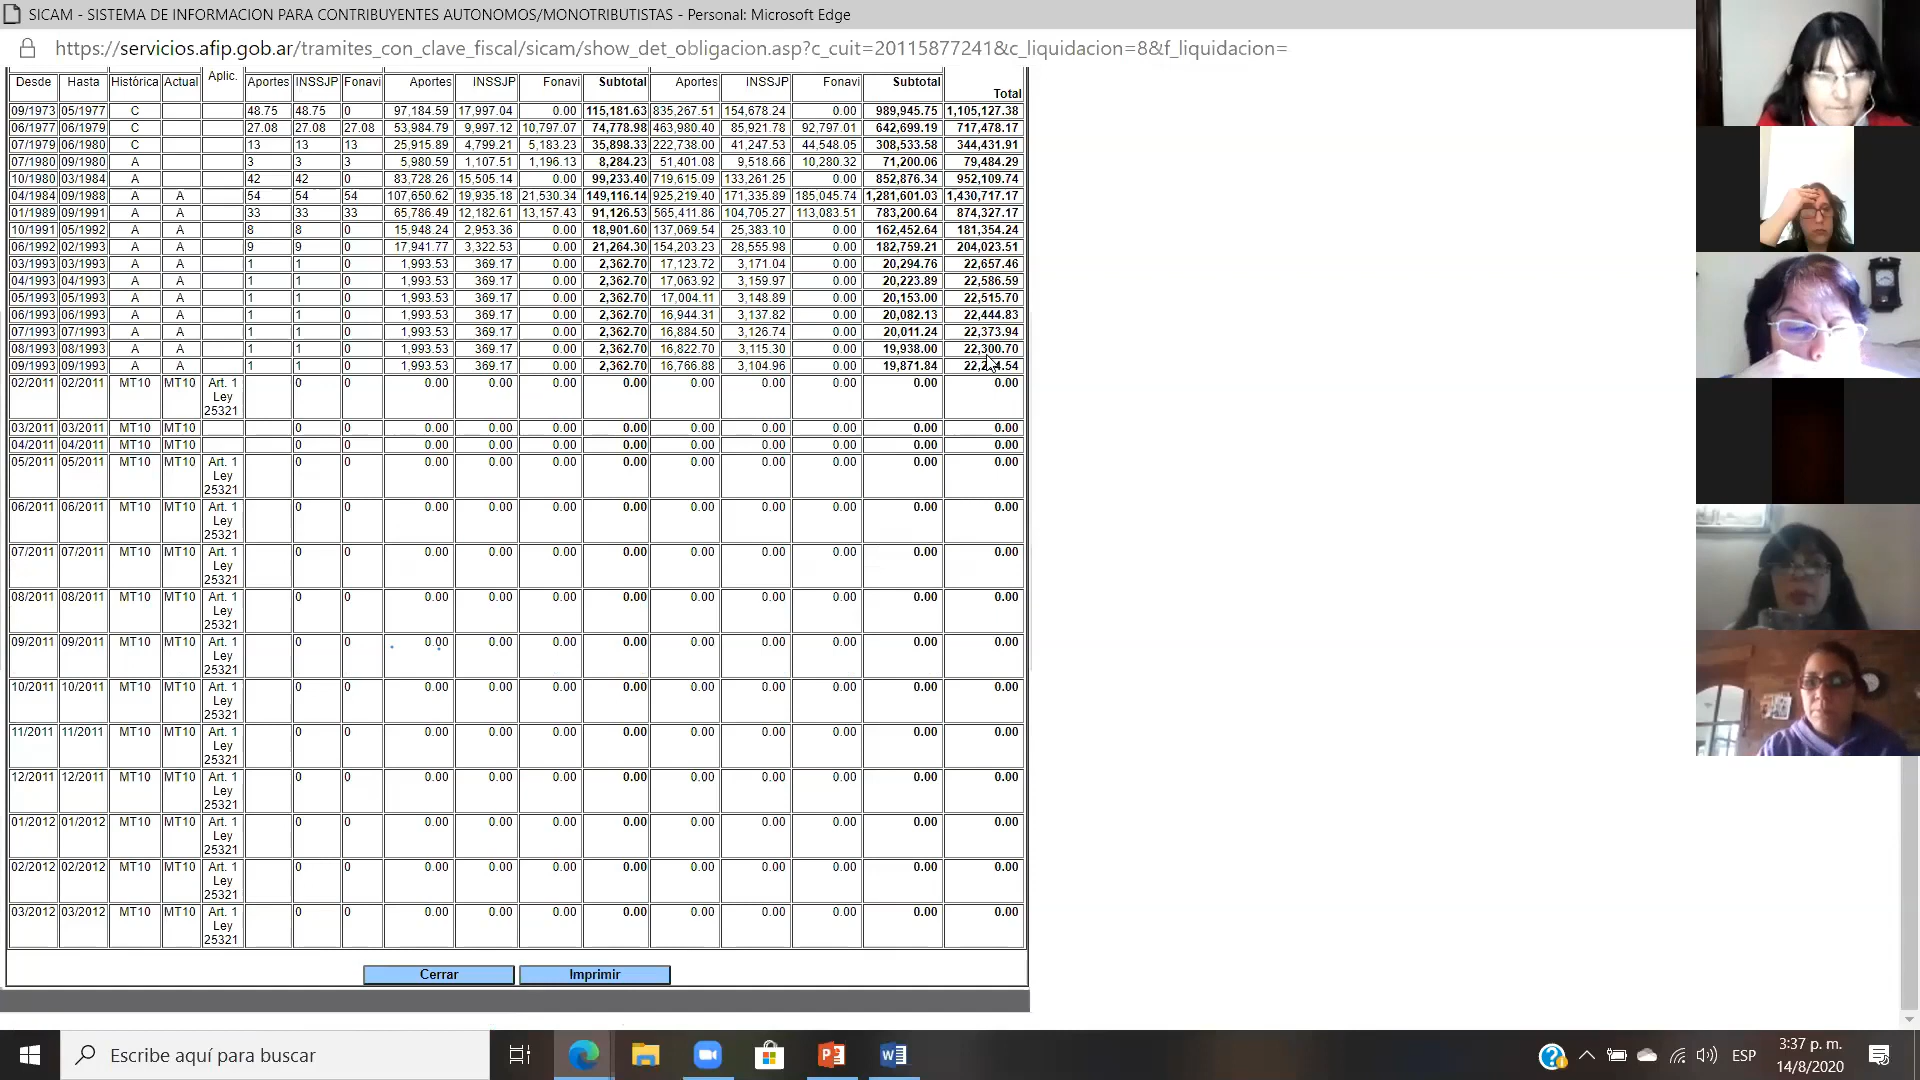 SICAM - SISTEMA DE INFORMACION PARA CONTRIBUYENTES AUTONOMOS/MONOTRIBUTISTAS - Personal: Microsoft Edge
https://servicios.afip.gob.ar/tramites_con_clave_fiscal/sicam/show_det_obligacion.asp?c_cuit=20115877241&c_liquidacion=8&f_liquidacion=
Desde Hasta Histórica Actual Aplic. Aportes INSSJP Fonavi Aportes INSSJP Fonavi Subtotal Aportes INSSJP Fonavi Subtotal Total
09/1973 05/1977 C 48.75 48.75 0 97,184.59 17,997.04 0.00 115,181.63 835,267.51 154,678.24 0.00 989,945.75 1,105,127.38
06/1977 06/1979 C 27.08 27.08 27.08 53,984.79 9,997.12 10,797.07 74,778.98 463,980.40 85,921.78 92,797.01 642,699.19 717,478.17
07/1979 06/1980 C 13 13 13 25,915.89 4,799.21 5,183.23 35,898.33 222,738.00 41,247.53 44,548.05 308,533.58 344,431.91
07/1980 09/1980 A 3 3 3 5,980.59 1,107.51 1,196.13 8,284.23 51,401.08 9,518.66 10,280.32 71,200.06 79,484.29
10/1980 03/1984 A 42 42 0 83,728.26 15,505.14 0.00 99,233.40 719,615.09 133,261.25 0.00 852,876.34 952,109.74
04/1984 09/1988 A A 54 54 54 107,650.62 19,935.18 21,530.34 149,116.14 925,219.40 171,335.89 185,045.74 1,281,601.03 1,430,717.17
01/1989 09/1991 A A 33 33 33 65,786.49 12,182.61 13,157.43 91,126.53 565,411.86 104,705.27 113,083.51 783,200.64 874,327.17
10/1991 05/1992 A A 8 8 0 15,948.24 2,953.36 0.00 18,901.60 137,069.54 25,383.10 0.00 162,452.64 181,354.24
06/1992 02/1993 A A 9 9 0 17,941.77 3,322.53 0.00 21,264.30 154,203.23 28,555.98 0.00 182,759.21 204,023.51
03/1993 03/1993 A A 1 1 0 1,993.53 369.17 0.00 2,362.70 17,123.72 3,171.04 0.00 20,294.76 22,657.46
04/1993 04/1993 A A 1 1 0 1,993.53 369.17 0.00 2,362.70 17,063.92 3,159.97 0.00 20,223.89 22,586.59
05/1993 05/1993 A A 1 1 0 1,993.53 369.17 0.00 2,362.70 17,004.11 3,148.89 0.00 20,153.00 22,515.70
06/1993 06/1993 A A 1 1 0 1,993.53 369.17 0.00 2,362.70 16,944.31 3,137.82 0.00 20,082.13 22,444.83
07/1993 07/1993 A A 1 1 0 1,993.53 369.17 0.00 2,362.70 16,884.50 3,126.74 0.00 20,011.24 22,373.94
08/1993 08/1993 A A 1 1 0 1,993.53 369.17 0.00 2,362.70 16,822.70 3,115.30 0.00 19,938.00 22,300.70
09/1993 09/1993 A A 1 1 0 1,993.53 369.17 0.00 2,362.70 16,766.88 3,104.96 0.00 19,871.84
02/2011 02/2011 MT10 MT10 Art. 1 0 0 0.00 0.00 0.00 0.00 0.00 0.00 0.00 0.00 0.00
Ley
25321
03/2011 03/2011 MT10 MT10 0 0 0.00 0.00 0.00 0.00 0.00 0.00 0.00 0.00 0.00
04/2011 04/2011 MT10 MT10 0 0 0.00 0.00 0.00 0.00 0.00 0.00 0.00 0.00 0.00
05/2011 05/2011 MT10 MT10 Art. 1 0 0 0.00 0.00 0.00 0.00 0.00 0.00 0.00 0.00 0.00
Ley
25321
06/2011 06/2011 MT10 MT10 Art. 1 0 0 0.00 0.00 0.00 0.00 0.00 0.00 0.00 0.00 0.00
Ley
25321
07/2011 07/2011 MT10 MT10 Art. 1 0 0 0.00 0.00 0.00 0.00 0.00 0.00 0.00 0.00 0.00
Ley
25321
08/2011 08/2011 MT10 MT10 Art. 1 0 0 0.00 0.00 0.00 0.00 0.00 0.00 0.00 0.00 0.00
Ley
25321
09/2011 09/2011 MT10 MT10 Art. 1 0 0 0.00 0.00 0.00 0.00 0.00 0.00 0.00 0.00 0.00
Ley
25321
10/2011 10/2011 MT10 MT10 Art. 1 0 0 0.00 0.00 0.00 0.00 0.00 0.00 0.00 0.00 0.00
Ley
25321
11/2011 11/2011 MT10 MT10 Art. 1 0 0 0.00 0.00 0.00 0.00 0.00 0.00 0.00 0.00 0.00
Ley
25321
12/2011 12/2011 MT10 MT10 Art. 1 0 0 0.00 0.00 0.00 0.00 0.00 0.00 0.00 0.00 0.00
Ley
25321
01/2012 01/2012 MT10 MT10 Art. 1 0 0 0.00 0.00 0.00 0.00 0.00 0.00 0.00 0.00 0.00
Ley
25321
02/2012 02/2012 MT10 MT10 Art. 1 0 0 0.00 0.00 0.00 0.00 0.00 0.00 0.00 0.00 0.00
Ley
25321
03/2012 03/2012 MT10 MT10 Art. 1 0 0 0.00 0.00 0.00 0.00 0.00 0.00 0.00 0.00 0.00
Ley
25321
Cerrar Imprimir
Escribe aquí para buscar
ESP
3:37 p. m.
14/8/2020